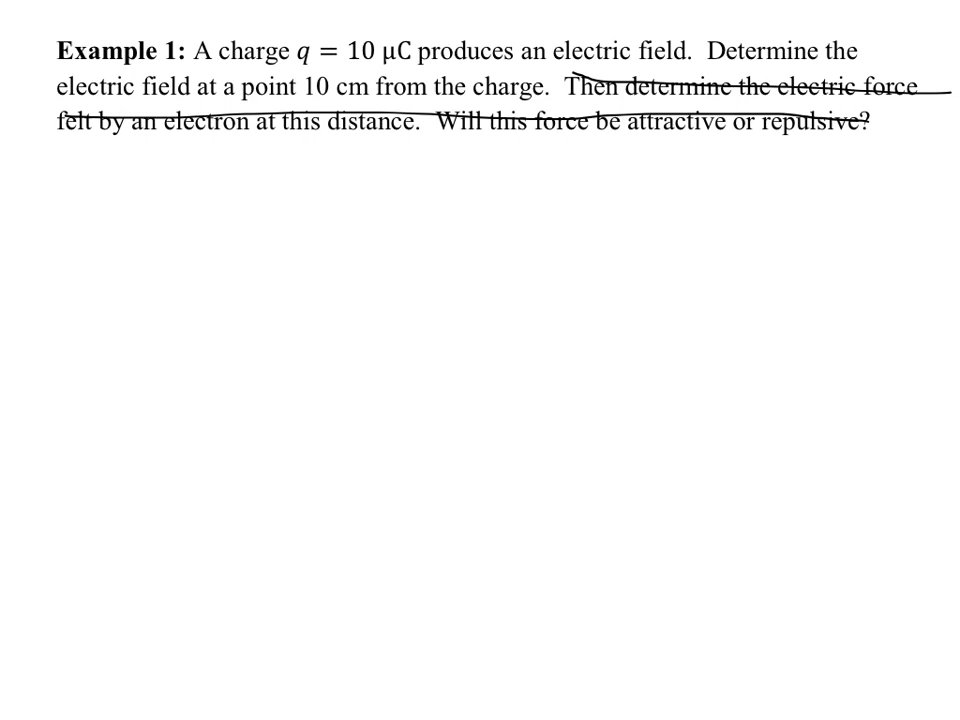 Example 1: A charge 𝑞 = 10 μC produces an electric field. Determine the
electric field at a point 10 cm from the charge. Then determine the electric force
felt by an electron at this distance. Will this force be attractive or repulsive?